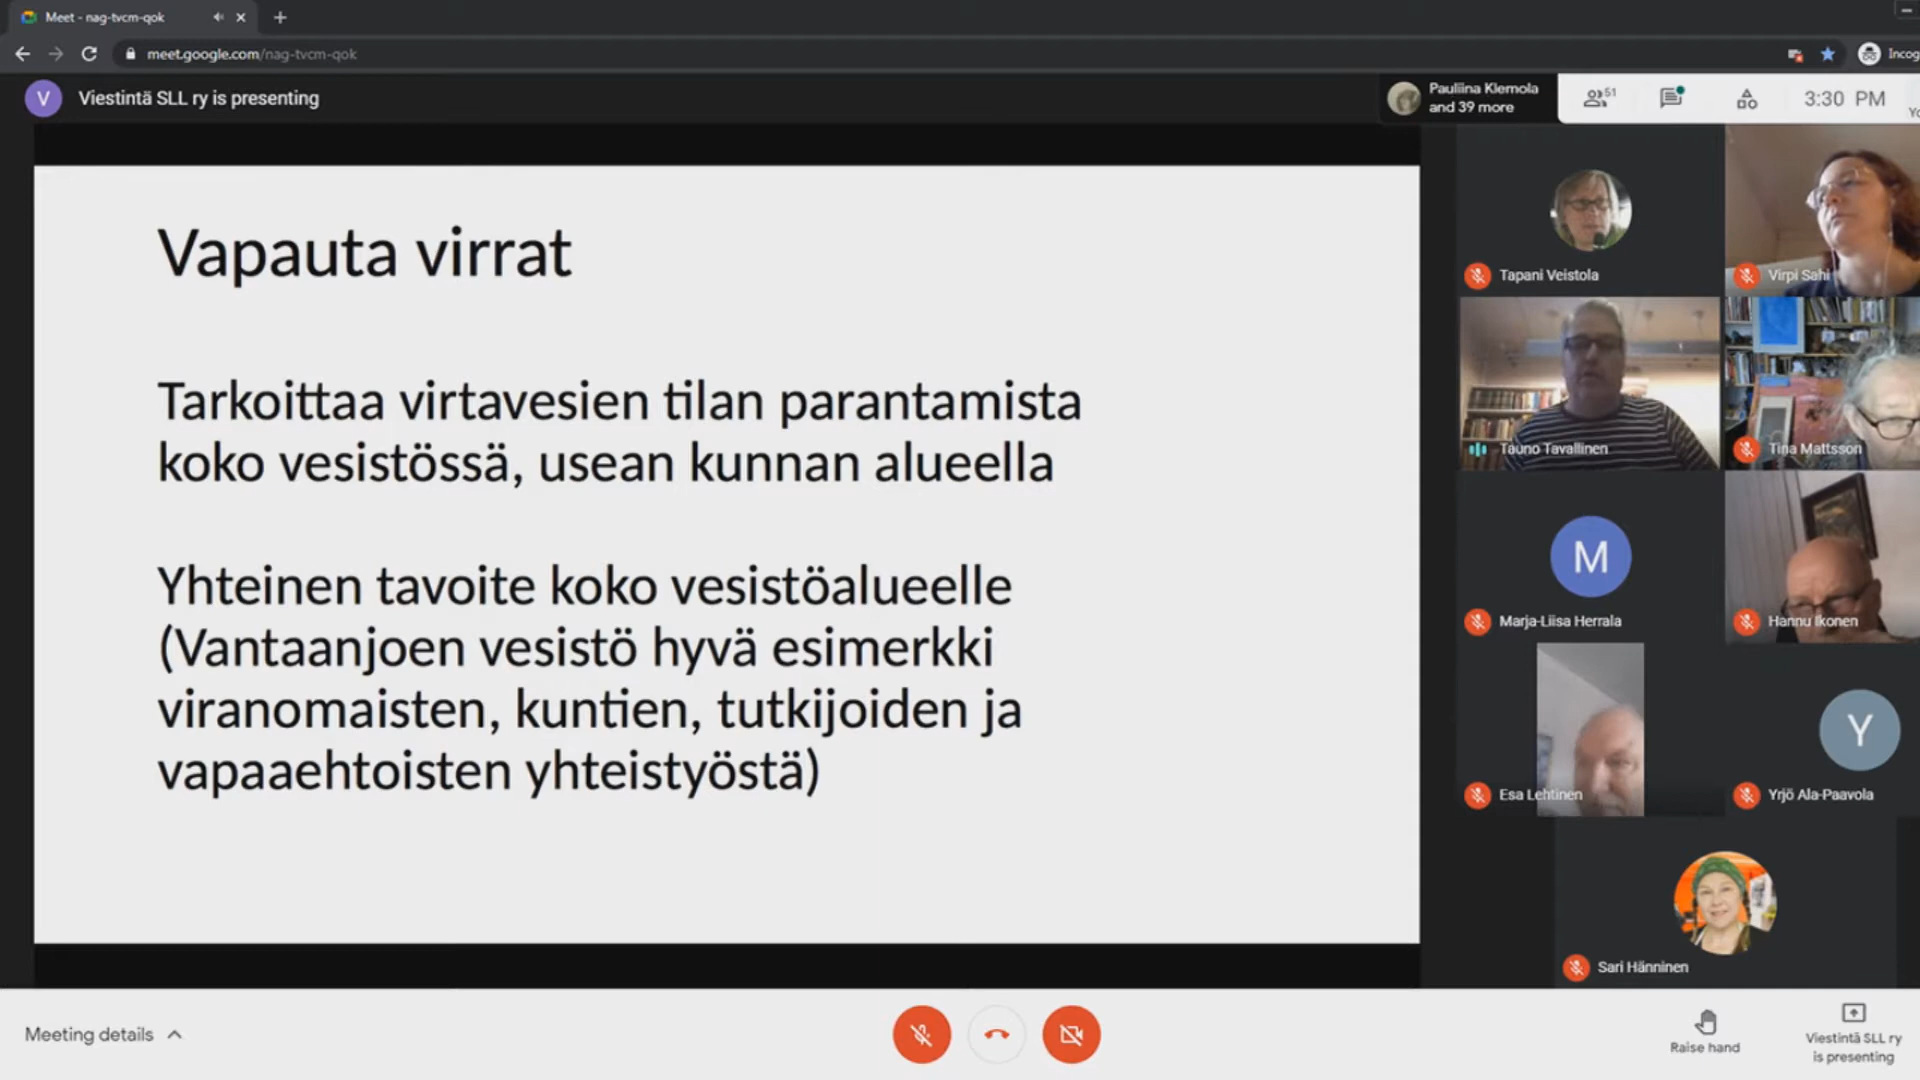 Meet - nag-tvcm-qok
meet.google.com/nag-tvcm-qok
Incog
V
Viestintä SLL ry is presenting
Pauliina Klemola
and 39 more
51
3:30 PM
Yo
Vapauta virrat
Tarkoittaa virtavesien tilan parantamista
koko vesistössä, usean kunnan alueella
Yhteinen tavoite koko vesistöalueelle
(Vantaanjoen vesistö hyvä esimerkki
viranomaisten, kuntien, tutkijoiden ja
vapaaehtoisten yhteistyöstä)
Tapani Veistola
Virpi Sahi
Tauno Tavallinen
Tina Mattsson
M
Marja-Liisa Herrala
Hannu Ikonen
Esa Lehtinen
Y
Yrjö Ala-Paavola
Sari Hänninen
Meeting details
Raise hand
Viestintä SLL ry
is presenting